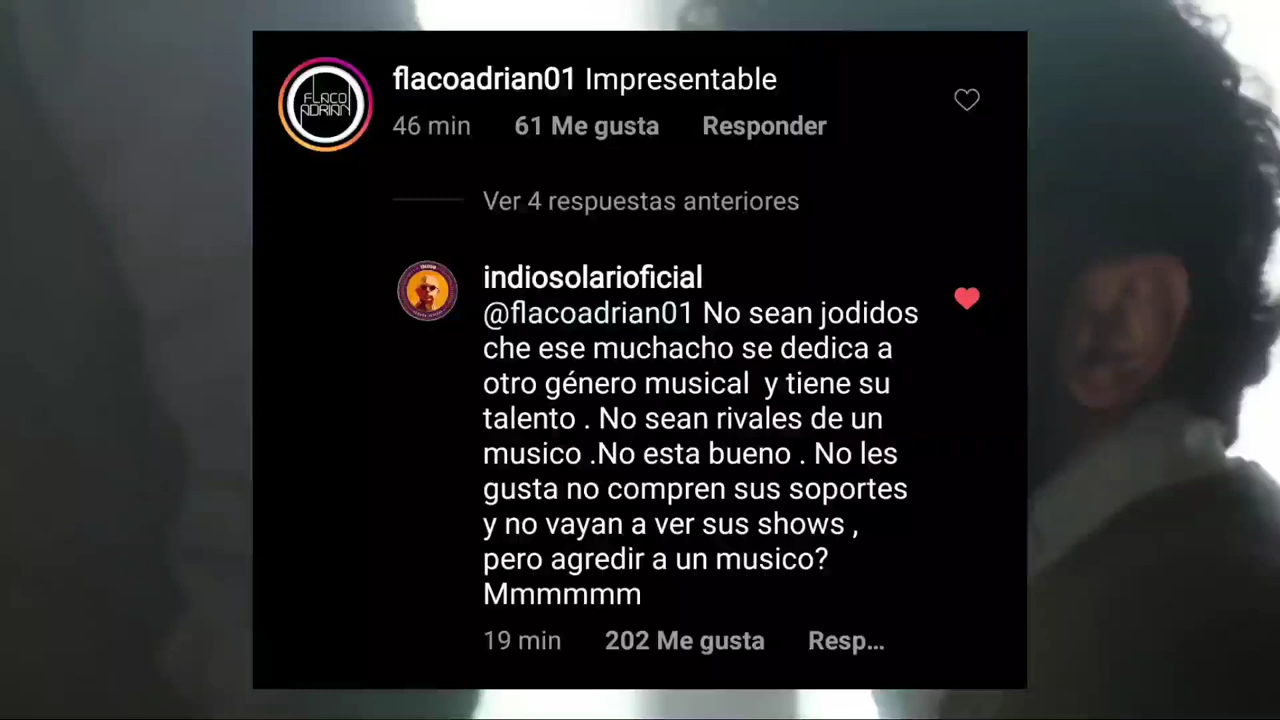 flacoadrian01 Impresentable
46 min 61 Me gusta Responder
FLACO
ADRIAN
Ver 4 respuestas anteriores
indiosolarioficial
@flacoadrian01 No sean jodidos
che ese muchacho se dedica a
otro género musical y tiene su
talento . No sean rivales de un
musico .No esta bueno . No les
gusta no compren sus soportes
y no vayan a ver sus shows ,
pero agredir a un musico?
Mmmmmm
19 min 202 Me gusta Resp...